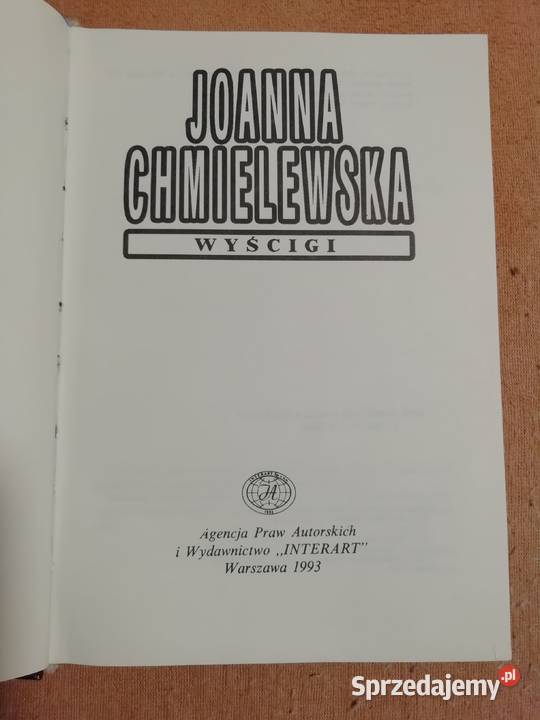 JOANNA
CHMIELEWSKA
WYŚCIGI
Agencja Praw Autorskich
i Wydawnictwo „INTERART"
Warszawa 1993
Sprzedajemy.pl